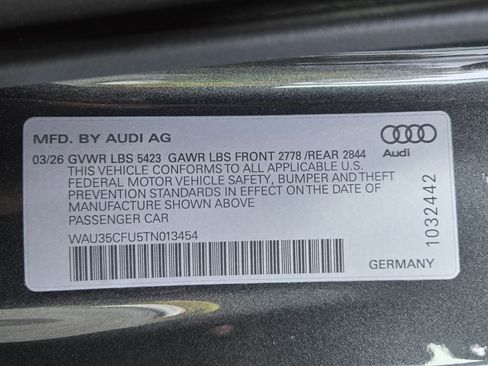 MFD. BY AUDI AG
Audi
03/26 GVWR LBS 5423 GAWR LBS FRONT 2778 /REAR 2844
THIS VEHICLE CONFORMS TO ALL APPLICABLE U.S.
FEDERAL MOTOR VEHICLE SAFETY, BUMPER AND THEFT
PREVENTION STANDARDS IN EFFECT ON THE DATE OF
MANUFACTURE SHOWN ABOVE
PASSENGER CAR
WAU35CFU5TN013454
GERMANY
1032442